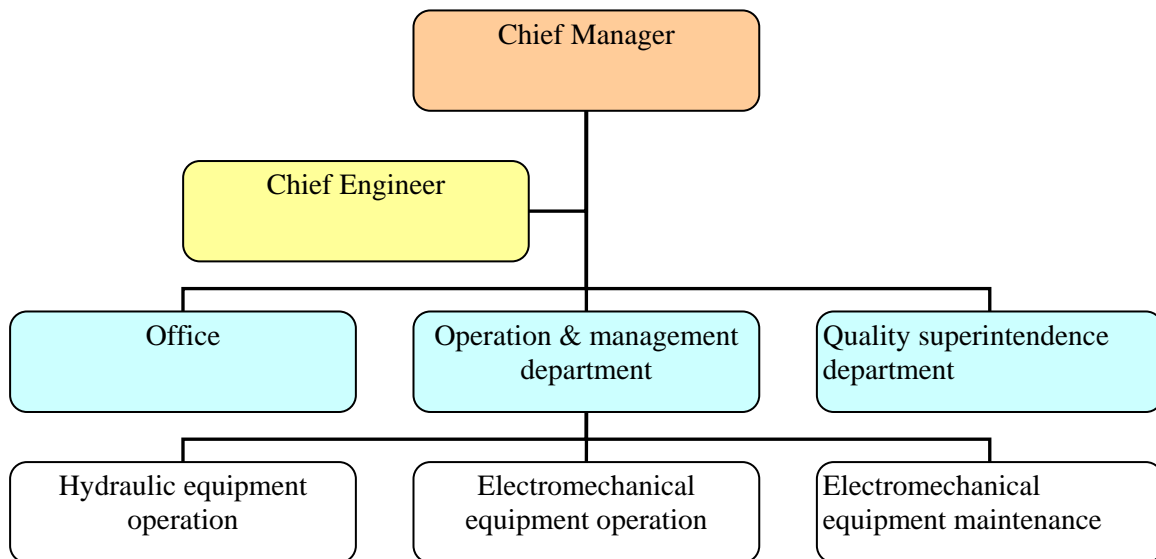 Chief Manager
Chief Engineer
Office
Operation & management
department
Quality superintendence
department
Hydraulic equipment
operation
Electromechanical
equipment operation
Electromechanical
equipment maintenance